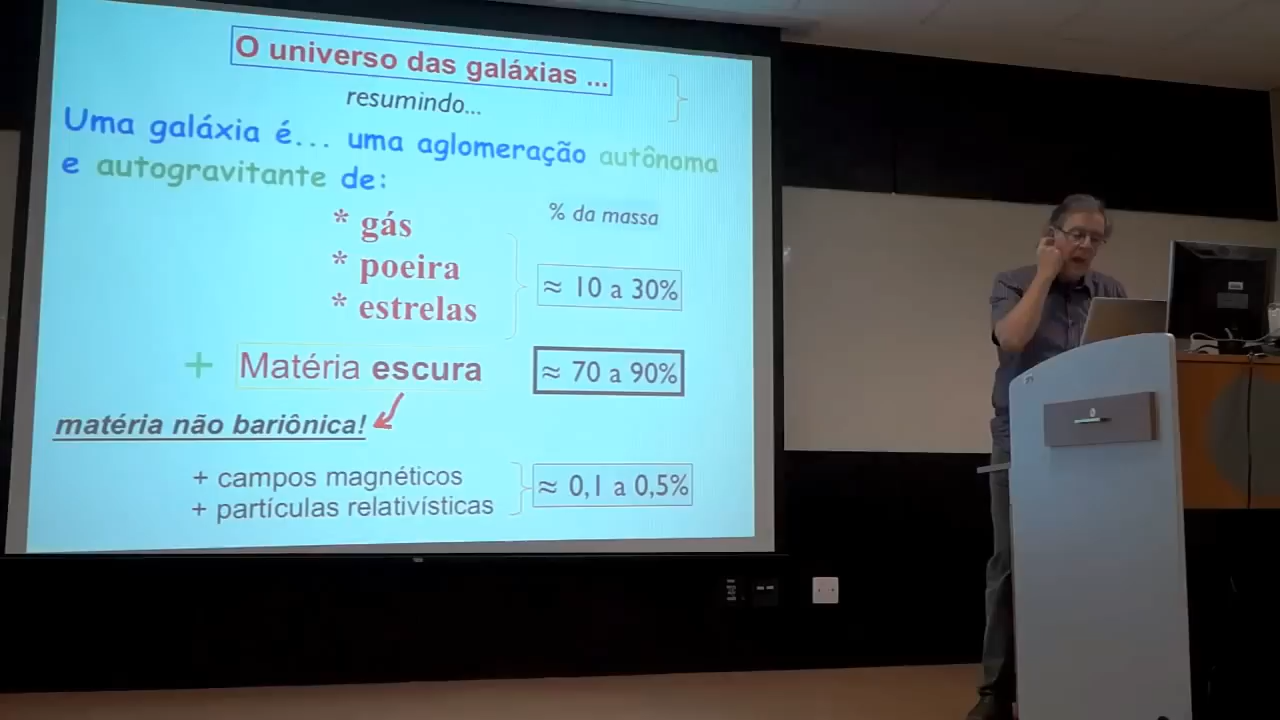 O universo das galáxias ...
resumindo...
Uma galáxia é... uma aglomeração autônoma
e autogravitante de:
% da massa
* gás
* poeira
* estrelas
≈ 10 a 30%
+ Matéria escura
≈ 70 a 90%
matéria não bariônica!
+ campos magnéticos
+ partículas relativísticas
≈ 0,1 a 0,5%